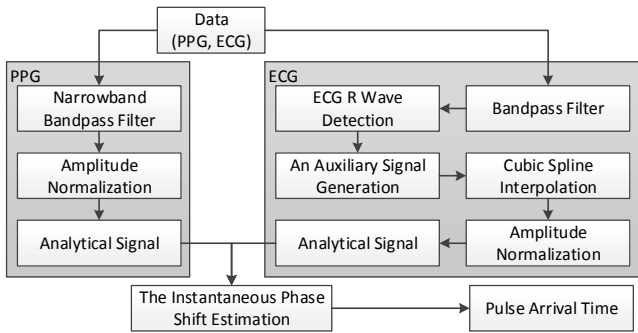 Data
(PPG, ECG)
PPG
Narrowband
Bandpass Filter
Amplitude
Normalization
Analytical Signal
ECG
ECG R Wave
Detection
Bandpass Filter
An Auxiliary Signal
Generation
Cubic Spline
Interpolation
Analytical Signal
Amplitude
Normalization
The Instantaneous Phase
Shift Estimation
Pulse Arrival Time